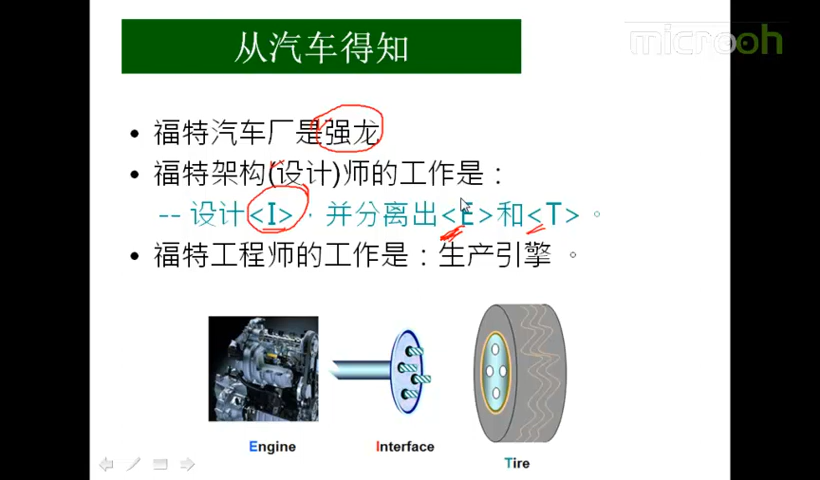 从汽车得知
microoh
• 福特汽车厂是强龙
• 福特架构(设计)师的工作是：
-- 设计<I>，并分离出<E>和<T>。
• 福特工程师的工作是：生产引擎 。
Engine
Interface
Tire